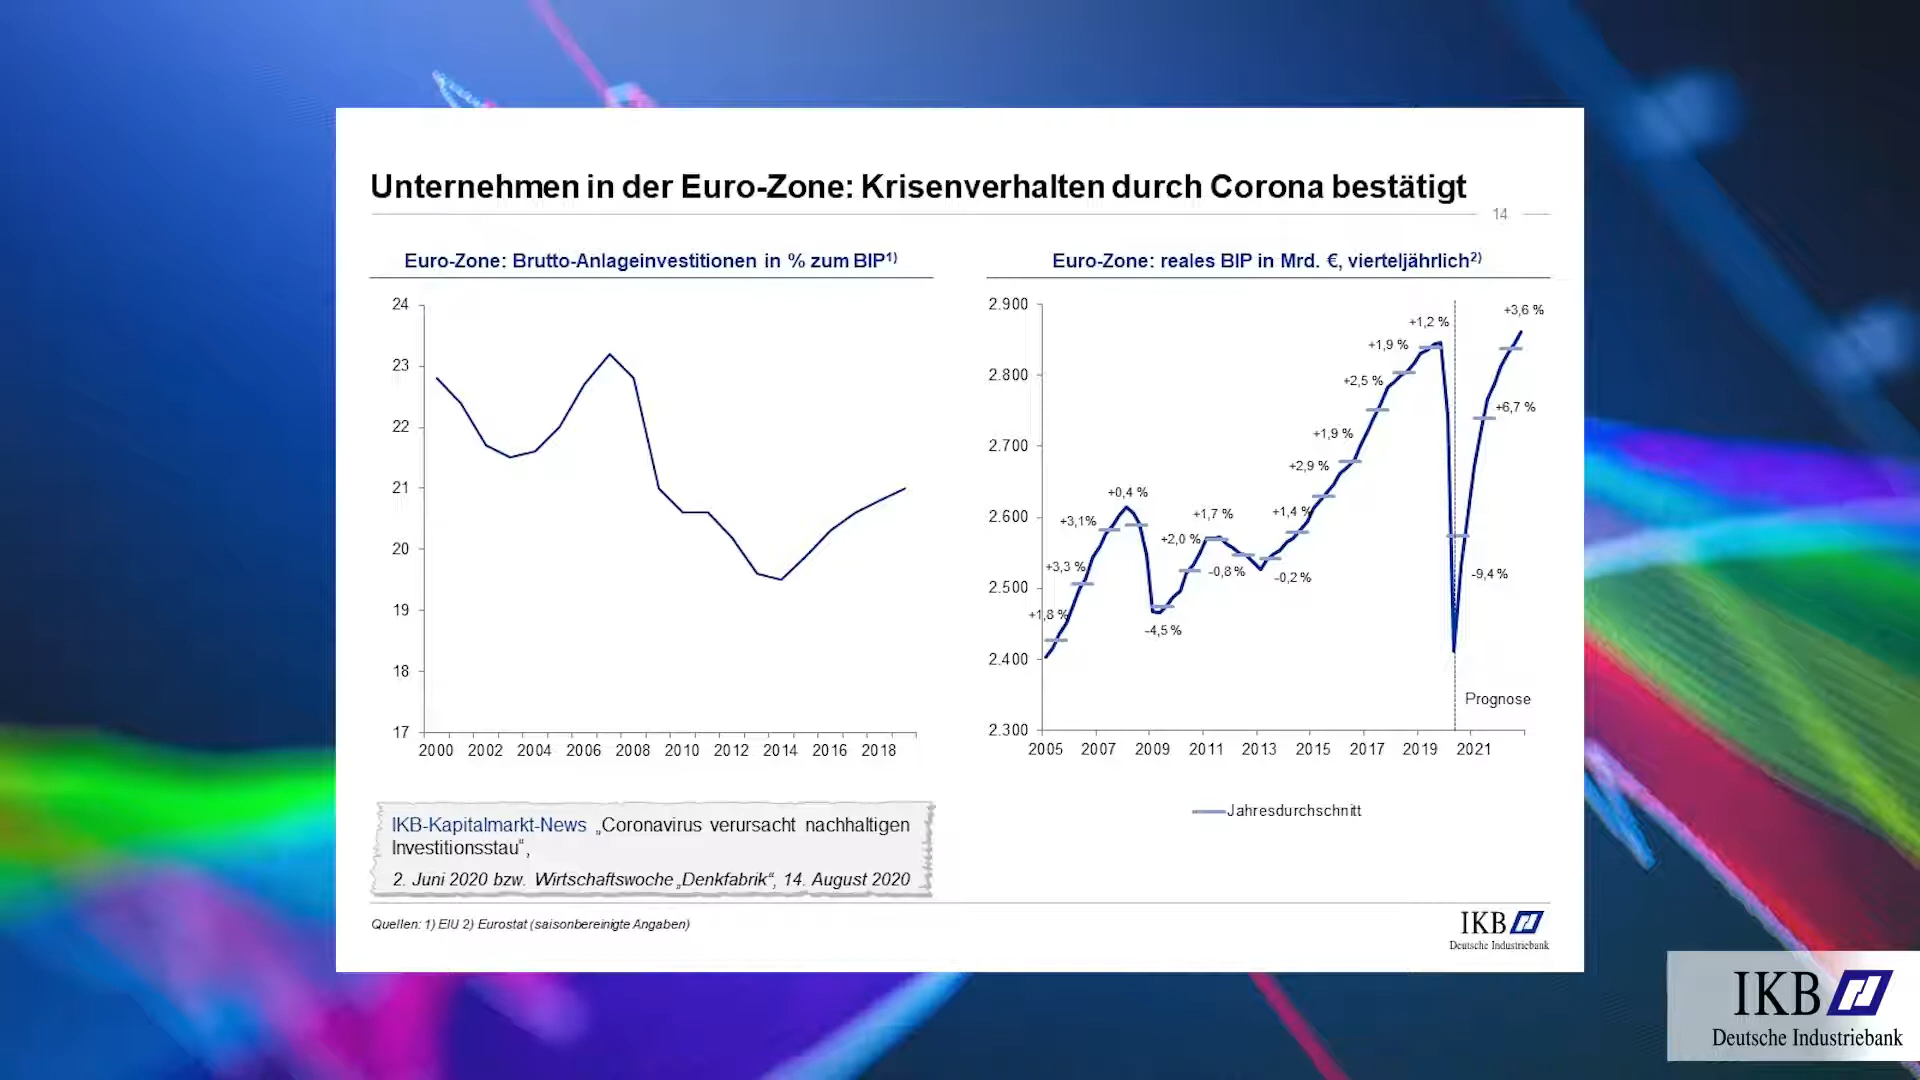 Unternehmen in der Euro-Zone: Krisenverhalten durch Corona bestätigt
14
Euro-Zone: Brutto-Anlageinvestitionen in % zum BIP1)
24
23
22
21
20
19
18
17
2000 2002 2004 2006 2008 2010 2012 2014 2016 2018
Euro-Zone: reales BIP in Mrd. €, vierteljährlich2)
2.900
2.800
2.700
2.600
2.500
2.400
2.300
+1,8 %
+3,3 %
+3,1%
+0,4 %
-4,5 %
+2,0 %
+1,7 %
-0,8 %
-0,2 %
+1,4 %
+2,9 %
+1,9 %
+2,5 %
+1,9 %
+1,2 %
-9,4 %
+6,7 %
+3,6 %
Prognose
2005 2007 2009 2011 2013 2015 2017 2019 2021
Jahresdurchschnitt
IKB-Kapitalmarkt-News „Coronavirus verursacht nachhaltigen
Investitionsstau“,
2. Juni 2020 bzw. Wirtschaftswoche „Denkfabrik“, 14. August 2020
Quellen: 1) EIU 2) Eurostat (saisonbereinigte Angaben)
IKB
Deutsche Industriebank
IKB
Deutsche Industriebank